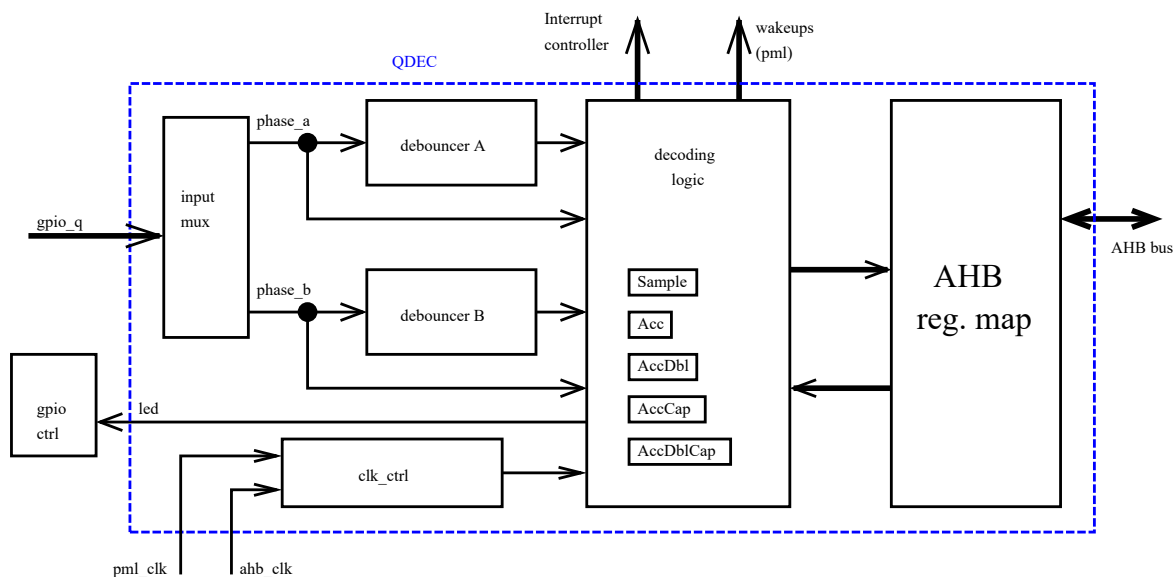 Interrupt
controller
wakeups
(pml)
QDEC
phase_a
debouncer A
decoding
logic
input
mux
gpio_q
AHB bus
phase_b
debouncer B
Sample
Acc
AccDbl
AccCap
AccDblCap
AHB
reg. map
gpio
ctrl
led
clk_ctrl
pml_clk
ahb_clk